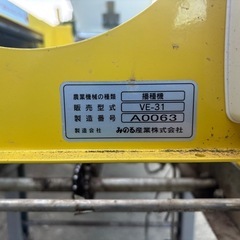 農業機械の種類 播種機
販売型式 VE-31
製造番号 A0063
製造会社 みのる産業株式会社